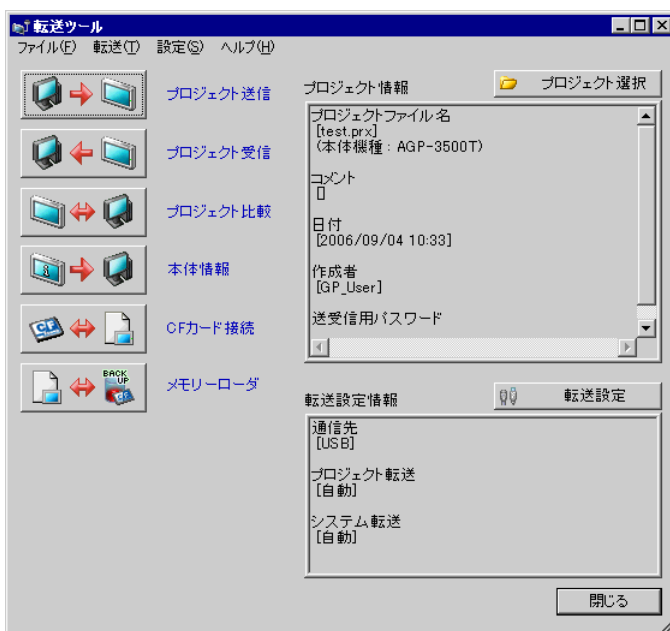 転送ツール
ファイル(F) 転送(T) 設定(S) ヘルプ(H)
プロジェクト送信
プロジェクト受信
プロジェクト比較
本体情報
CFカード接続
メモリーローダ
CF
CF
BACK
UP
CF
プロジェクト情報
プロジェクト選択
プロジェクトファイル名
[test.prx]
(本体機種:AGP-3500T)
コメント
[]
日付
[2006/09/04 10:33]
作成者
[GP_User]
送受信用パスワード
転送設定情報
転送設定
通信先
[USB]
プロジェクト転送
[自動]
システム転送
[自動]
閉じる